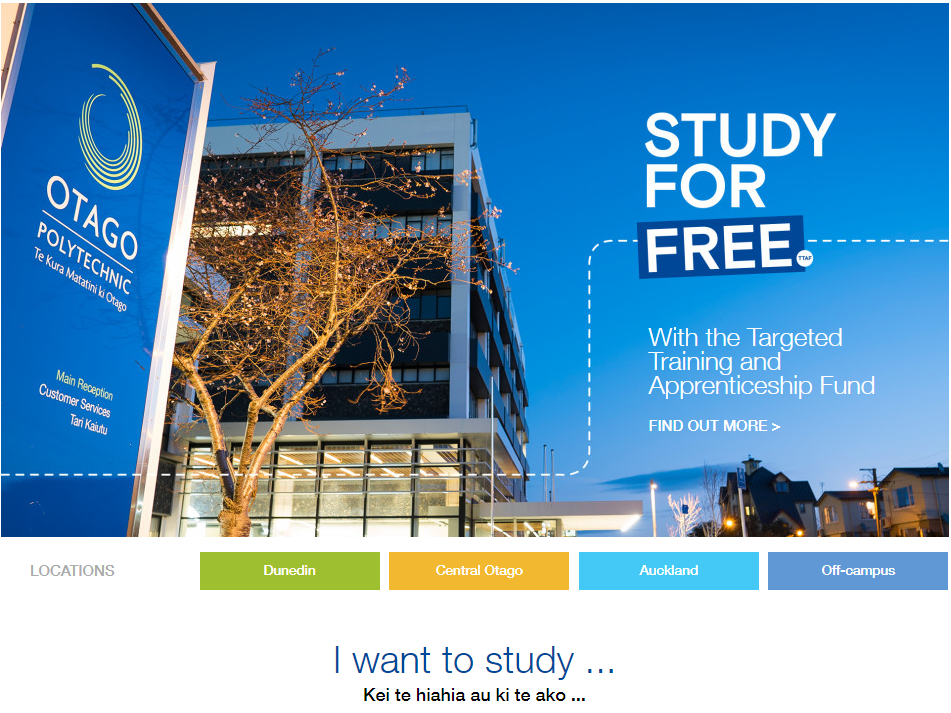 OTAGO
POLYTECHNIC
Te Kura Matatini ki Otago
Main Reception
Customer Services
Tari Kaiutu
STUDY
FOR
FREE.
TTAF
With the Targeted
Training and
Apprenticeship Fund
FIND OUT MORE >
LOCATIONS
Dunedin
Central Otago
Auckland
Off-campus
I want to study ...
Kei te hiahia au ki te ako ...